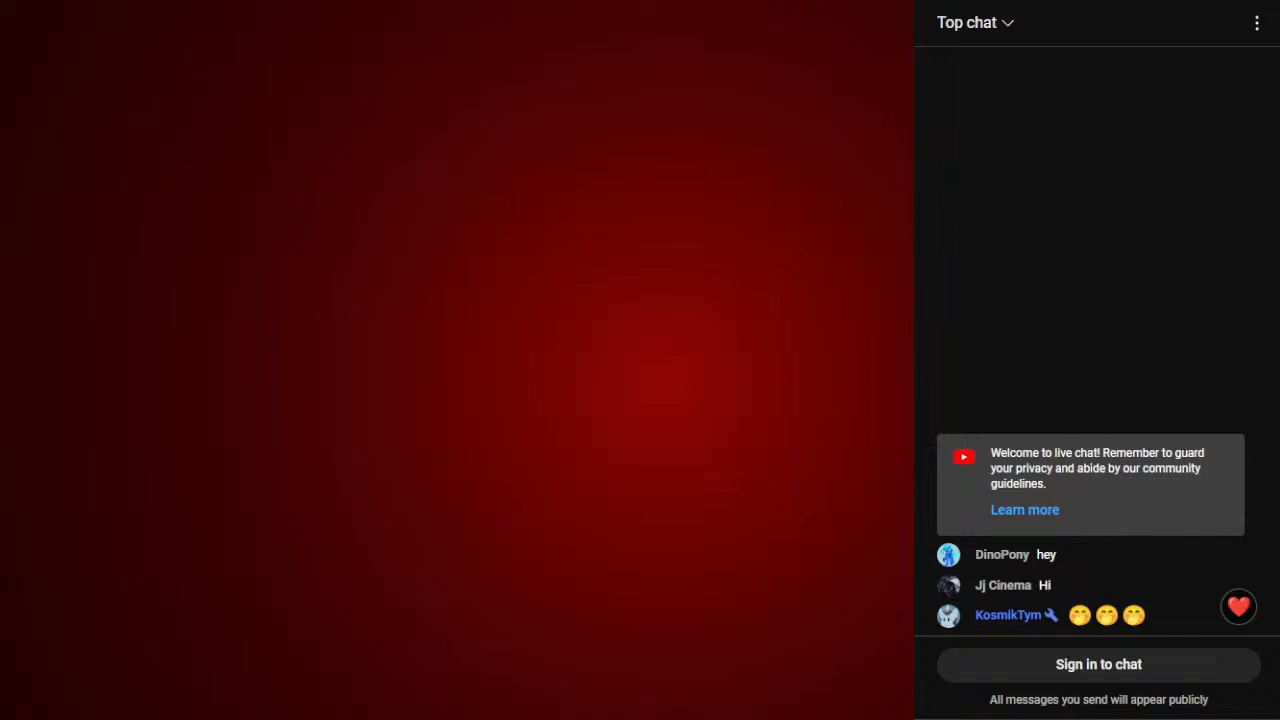 Top chat
Welcome to live chat! Remember to guard
your privacy and abide by our community
guidelines.
Learn more
DinoPony hey
Jj Cinema Hi
KosmikTym 🤭🤭🤭
Sign in to chat
All messages you send will appear publicly